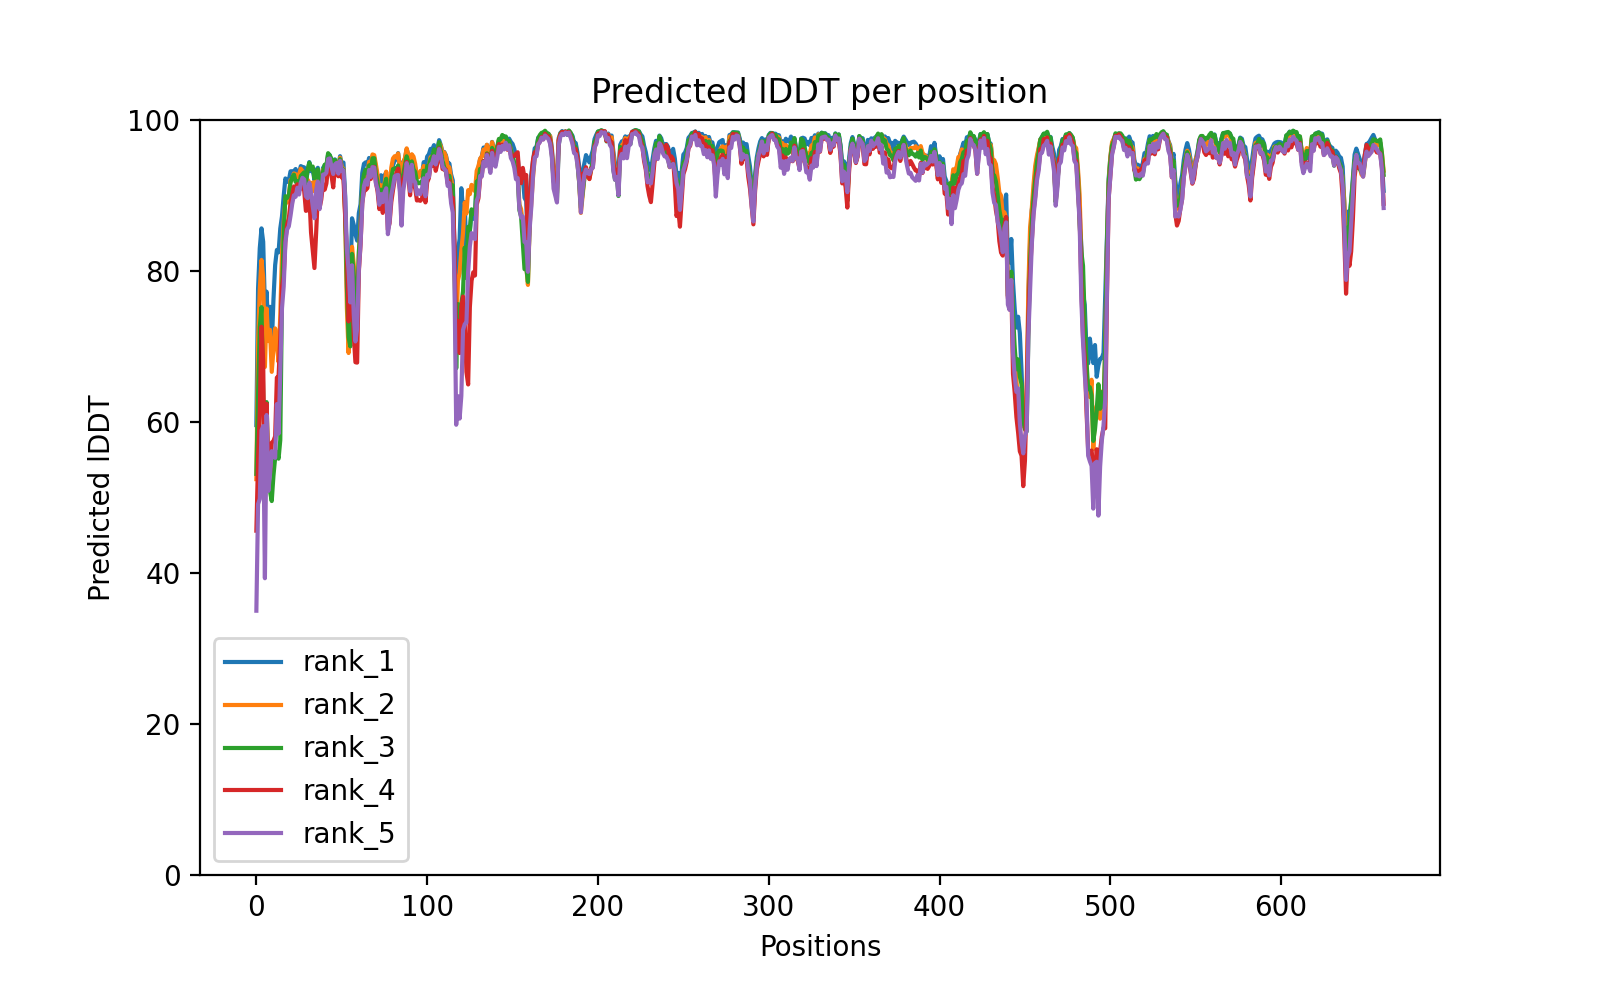 Predicted lDDT per position
100
80
60
40
20
0
Predicted lDDT
rank_1
rank_2
rank_3
rank_4
rank_5
0 100 200 300 400 500 600
Positions